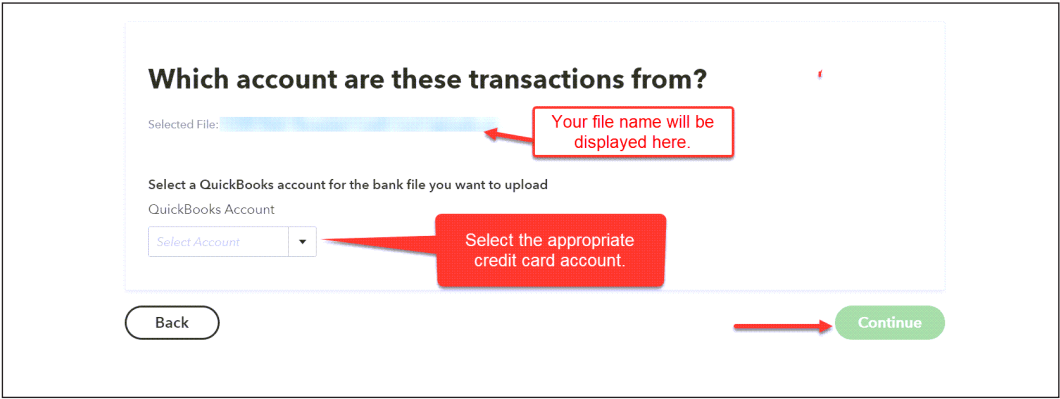 Which account are these transactions from?
Selected File:
Your file name will be
displayed here.
Select a QuickBooks account for the bank file you want to upload
QuickBooks Account
Select Account
Select the appropriate
credit card account.
Back
Continue